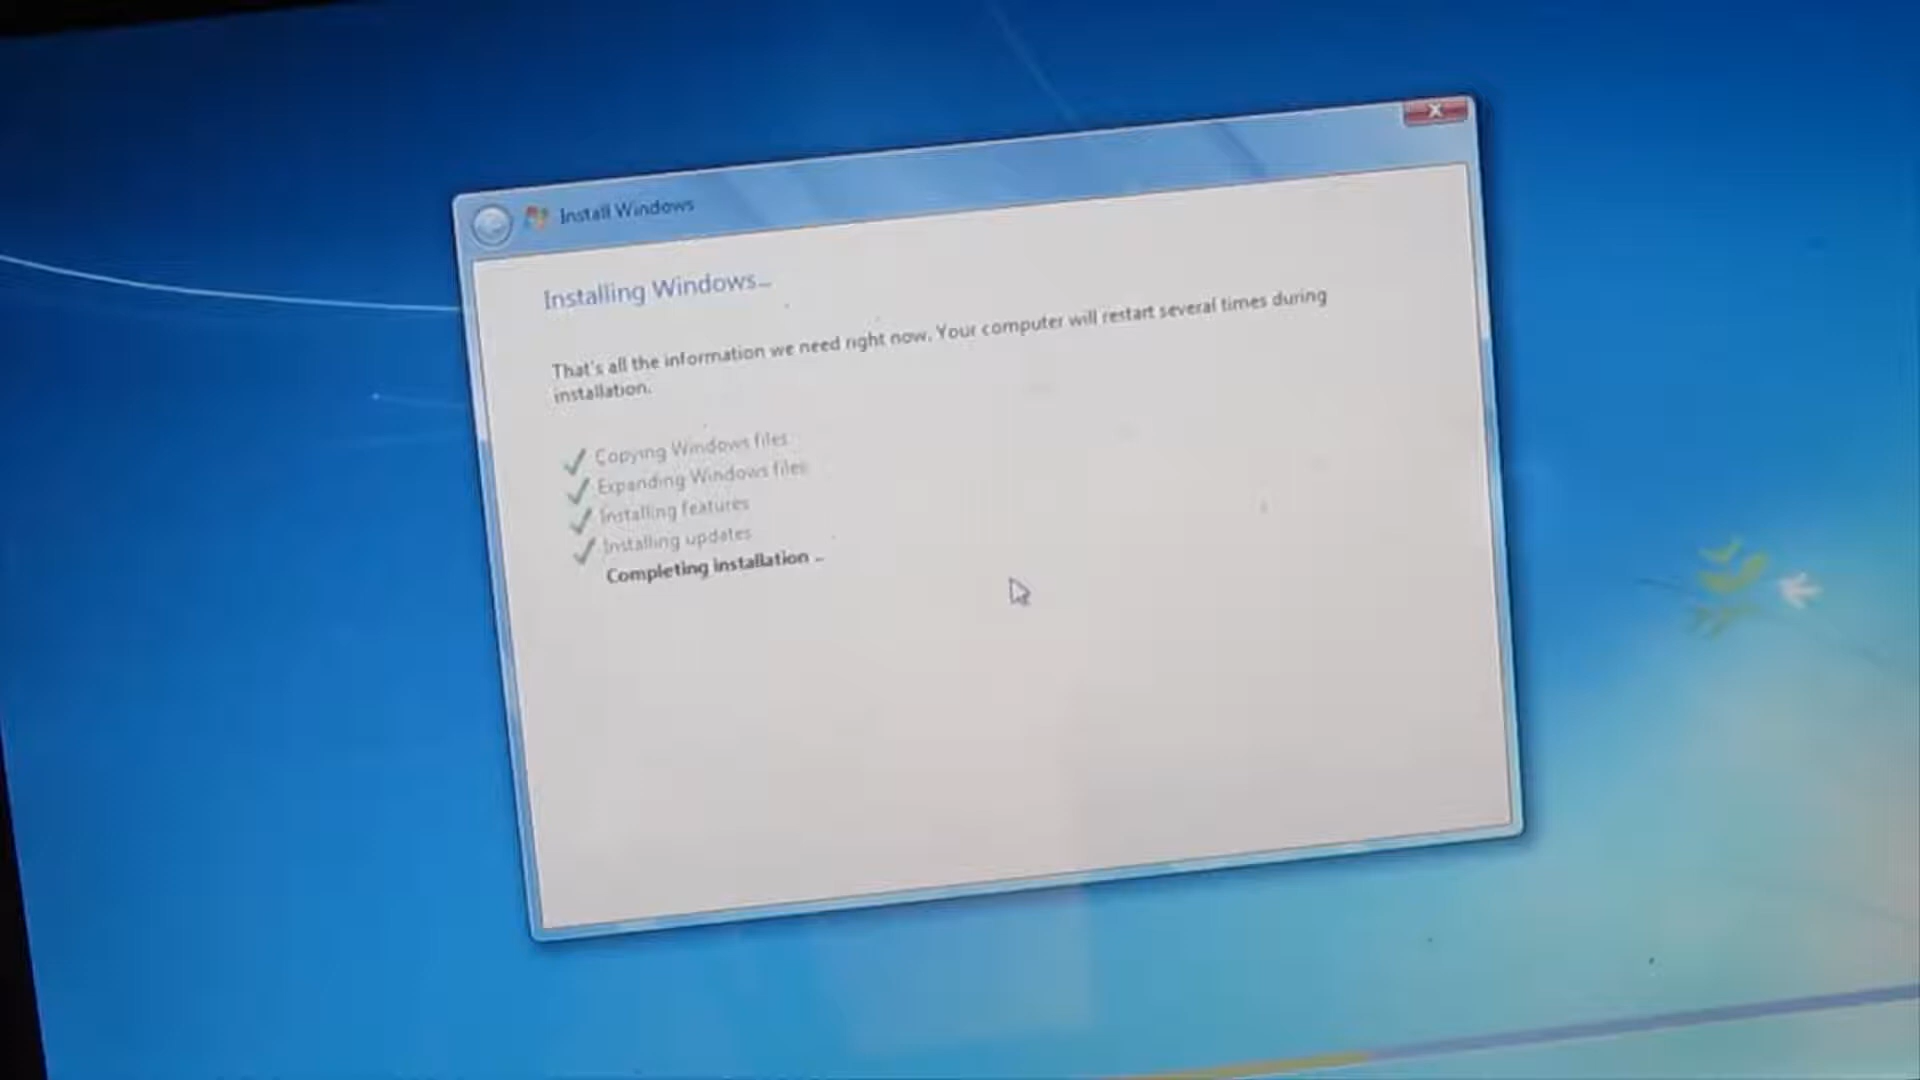 Install Windows
Installing Windows...
That's all the information we need right now. Your computer will restart several times during
installation.
Copying Windows files
Expanding Windows files
Installing features
Installing updates
Completing installation ..